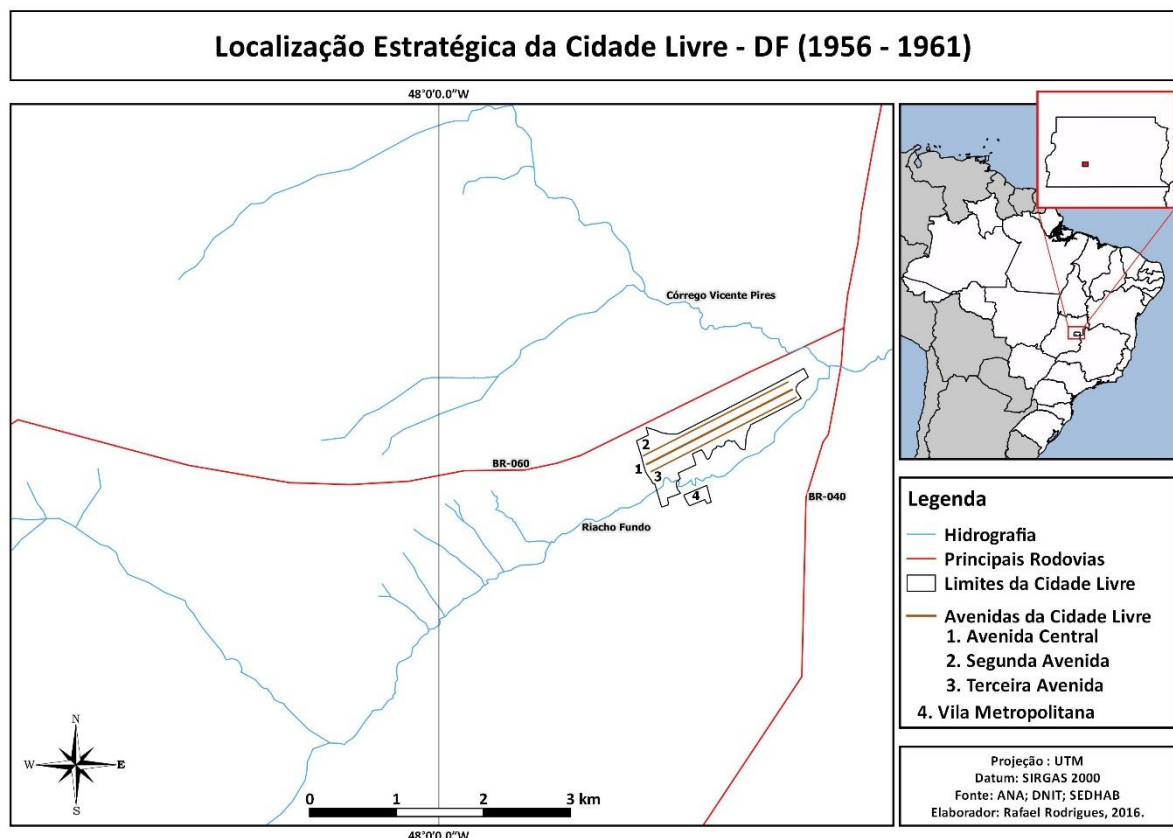 Localização Estratégica da Cidade Livre - DF (1956 - 1961)
48°0'0.0"W
Córrego Vicente Pires
BR-060
2
1
3
4
BR-040
Riacho Fundo
N
W
E
S
0 1 2 3 km
48°0'0.0"W
Legenda
Hidrografia
Principais Rodovias
Limites da Cidade Livre
Avenidas da Cidade Livre
1. Avenida Central
2. Segunda Avenida
3. Terceira Avenida
4. Vila Metropolitana
Projeção : UTM
Datum: SIRGAS 2000
Fonte: ANA; DNIT; SEDHAB
Elaborador: Rafael Rodrigues, 2016.